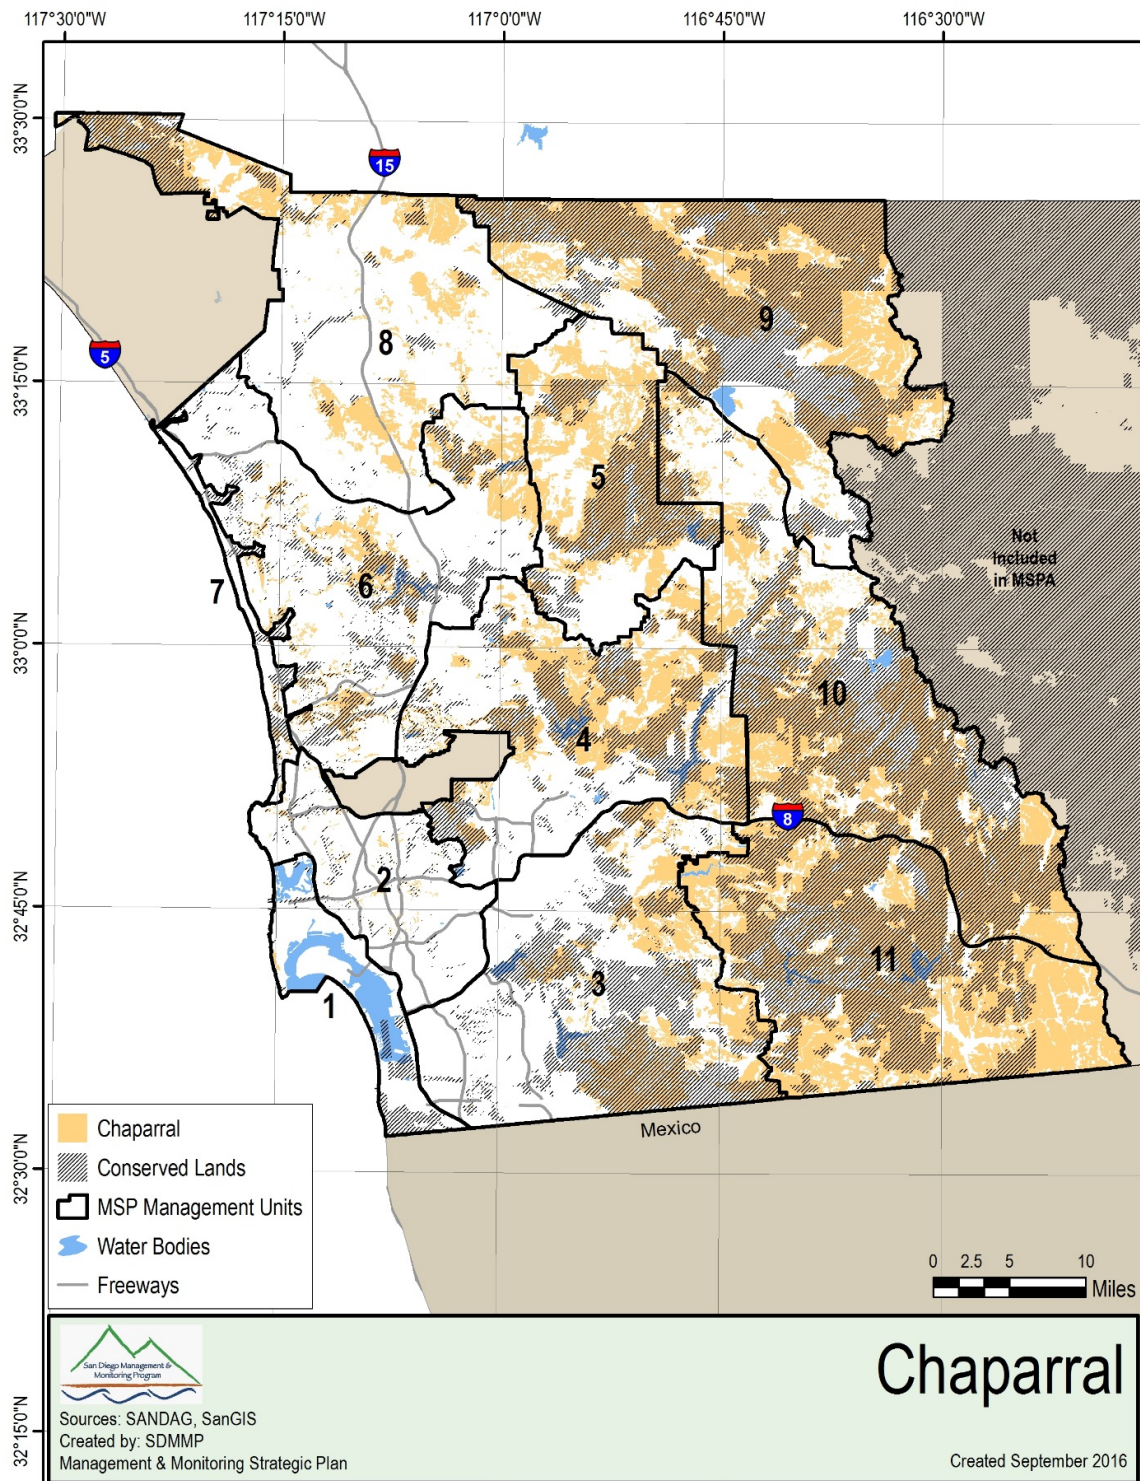 117°30'0"W
117°15'0"W
117°0'0"W
116°45'0"W
116°30'0"W
33°30'0"N
33°15'0"N
33°0'0"N
32°45'0"N
32°30'0"N
32°15'0"N
15
5
8
9
5
7
6
Not
Included
in MSPA
10
4
8
2
11
3
1
Mexico
Chaparral
Conserved Lands
MSP Management Units
Water Bodies
Freeways
0 2.5 5 10
Miles
San Diego Management &
Monitoring Program
Chaparral
Sources: SANDAG, SanGIS
Created by: SDMMP
Management & Monitoring Strategic Plan
Created September 2016